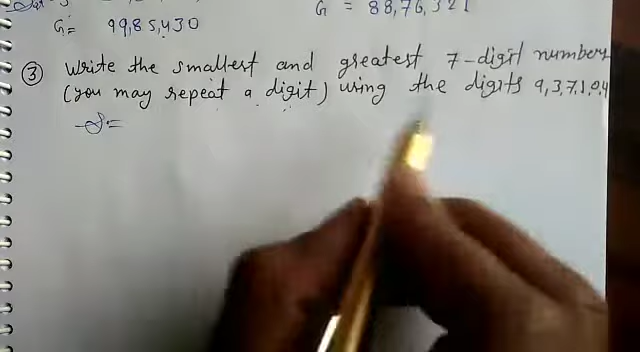 G = 88,76,321
G = 99,85,430
③ Write the smallest and greatest 7-digit numbers
(you may repeat a digit) using the digits 9,3,7,1,0,4
S =